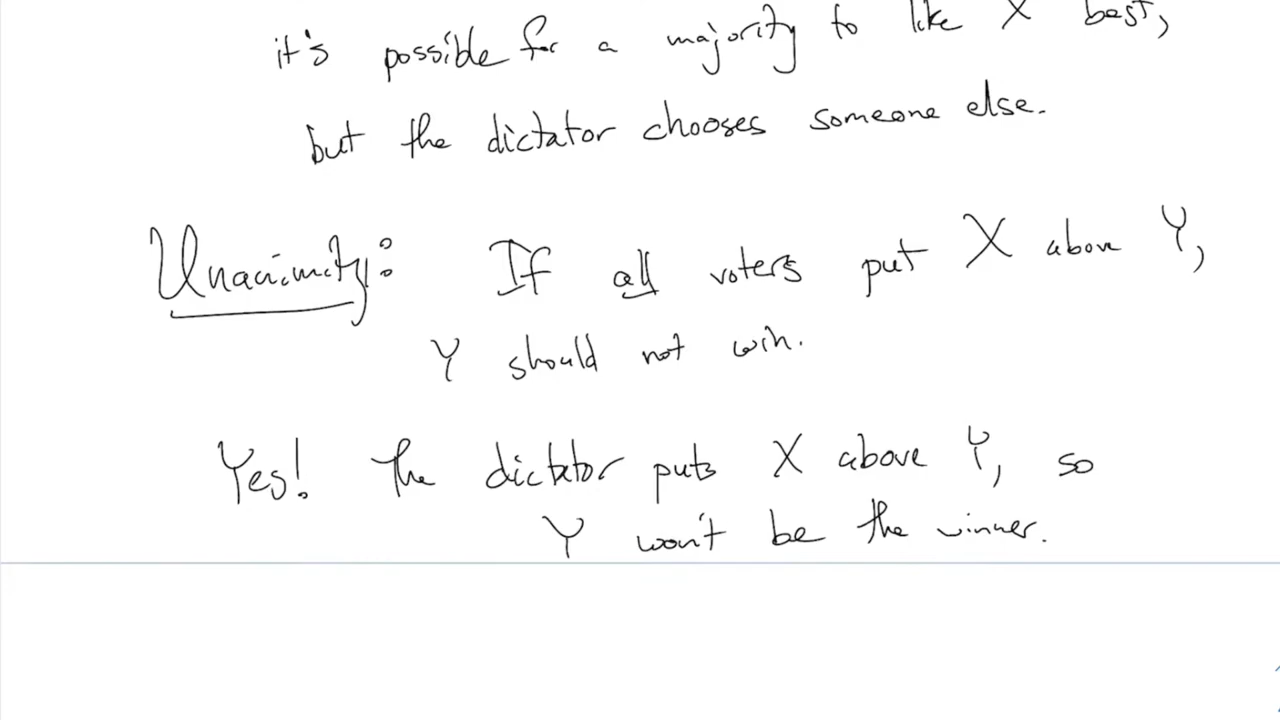 it's possible for a majority to like X best,
but the dictator chooses someone else.
Unanimity: If all voters put X above Y,
Y should not win.
Yes! The dictator puts X above Y, so
Y won't be the winner.